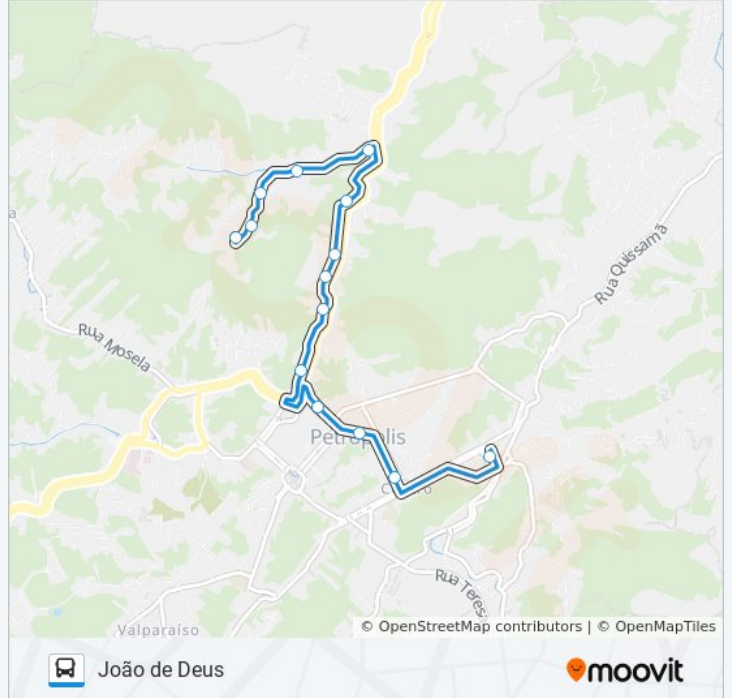 a
Rua Quissamã
Rua Mosela
Petrópolis
Centro
Rua Teres
Valparaíso
© OpenStreetMap contributors | © OpenMapTiles
João de Deus
moovit